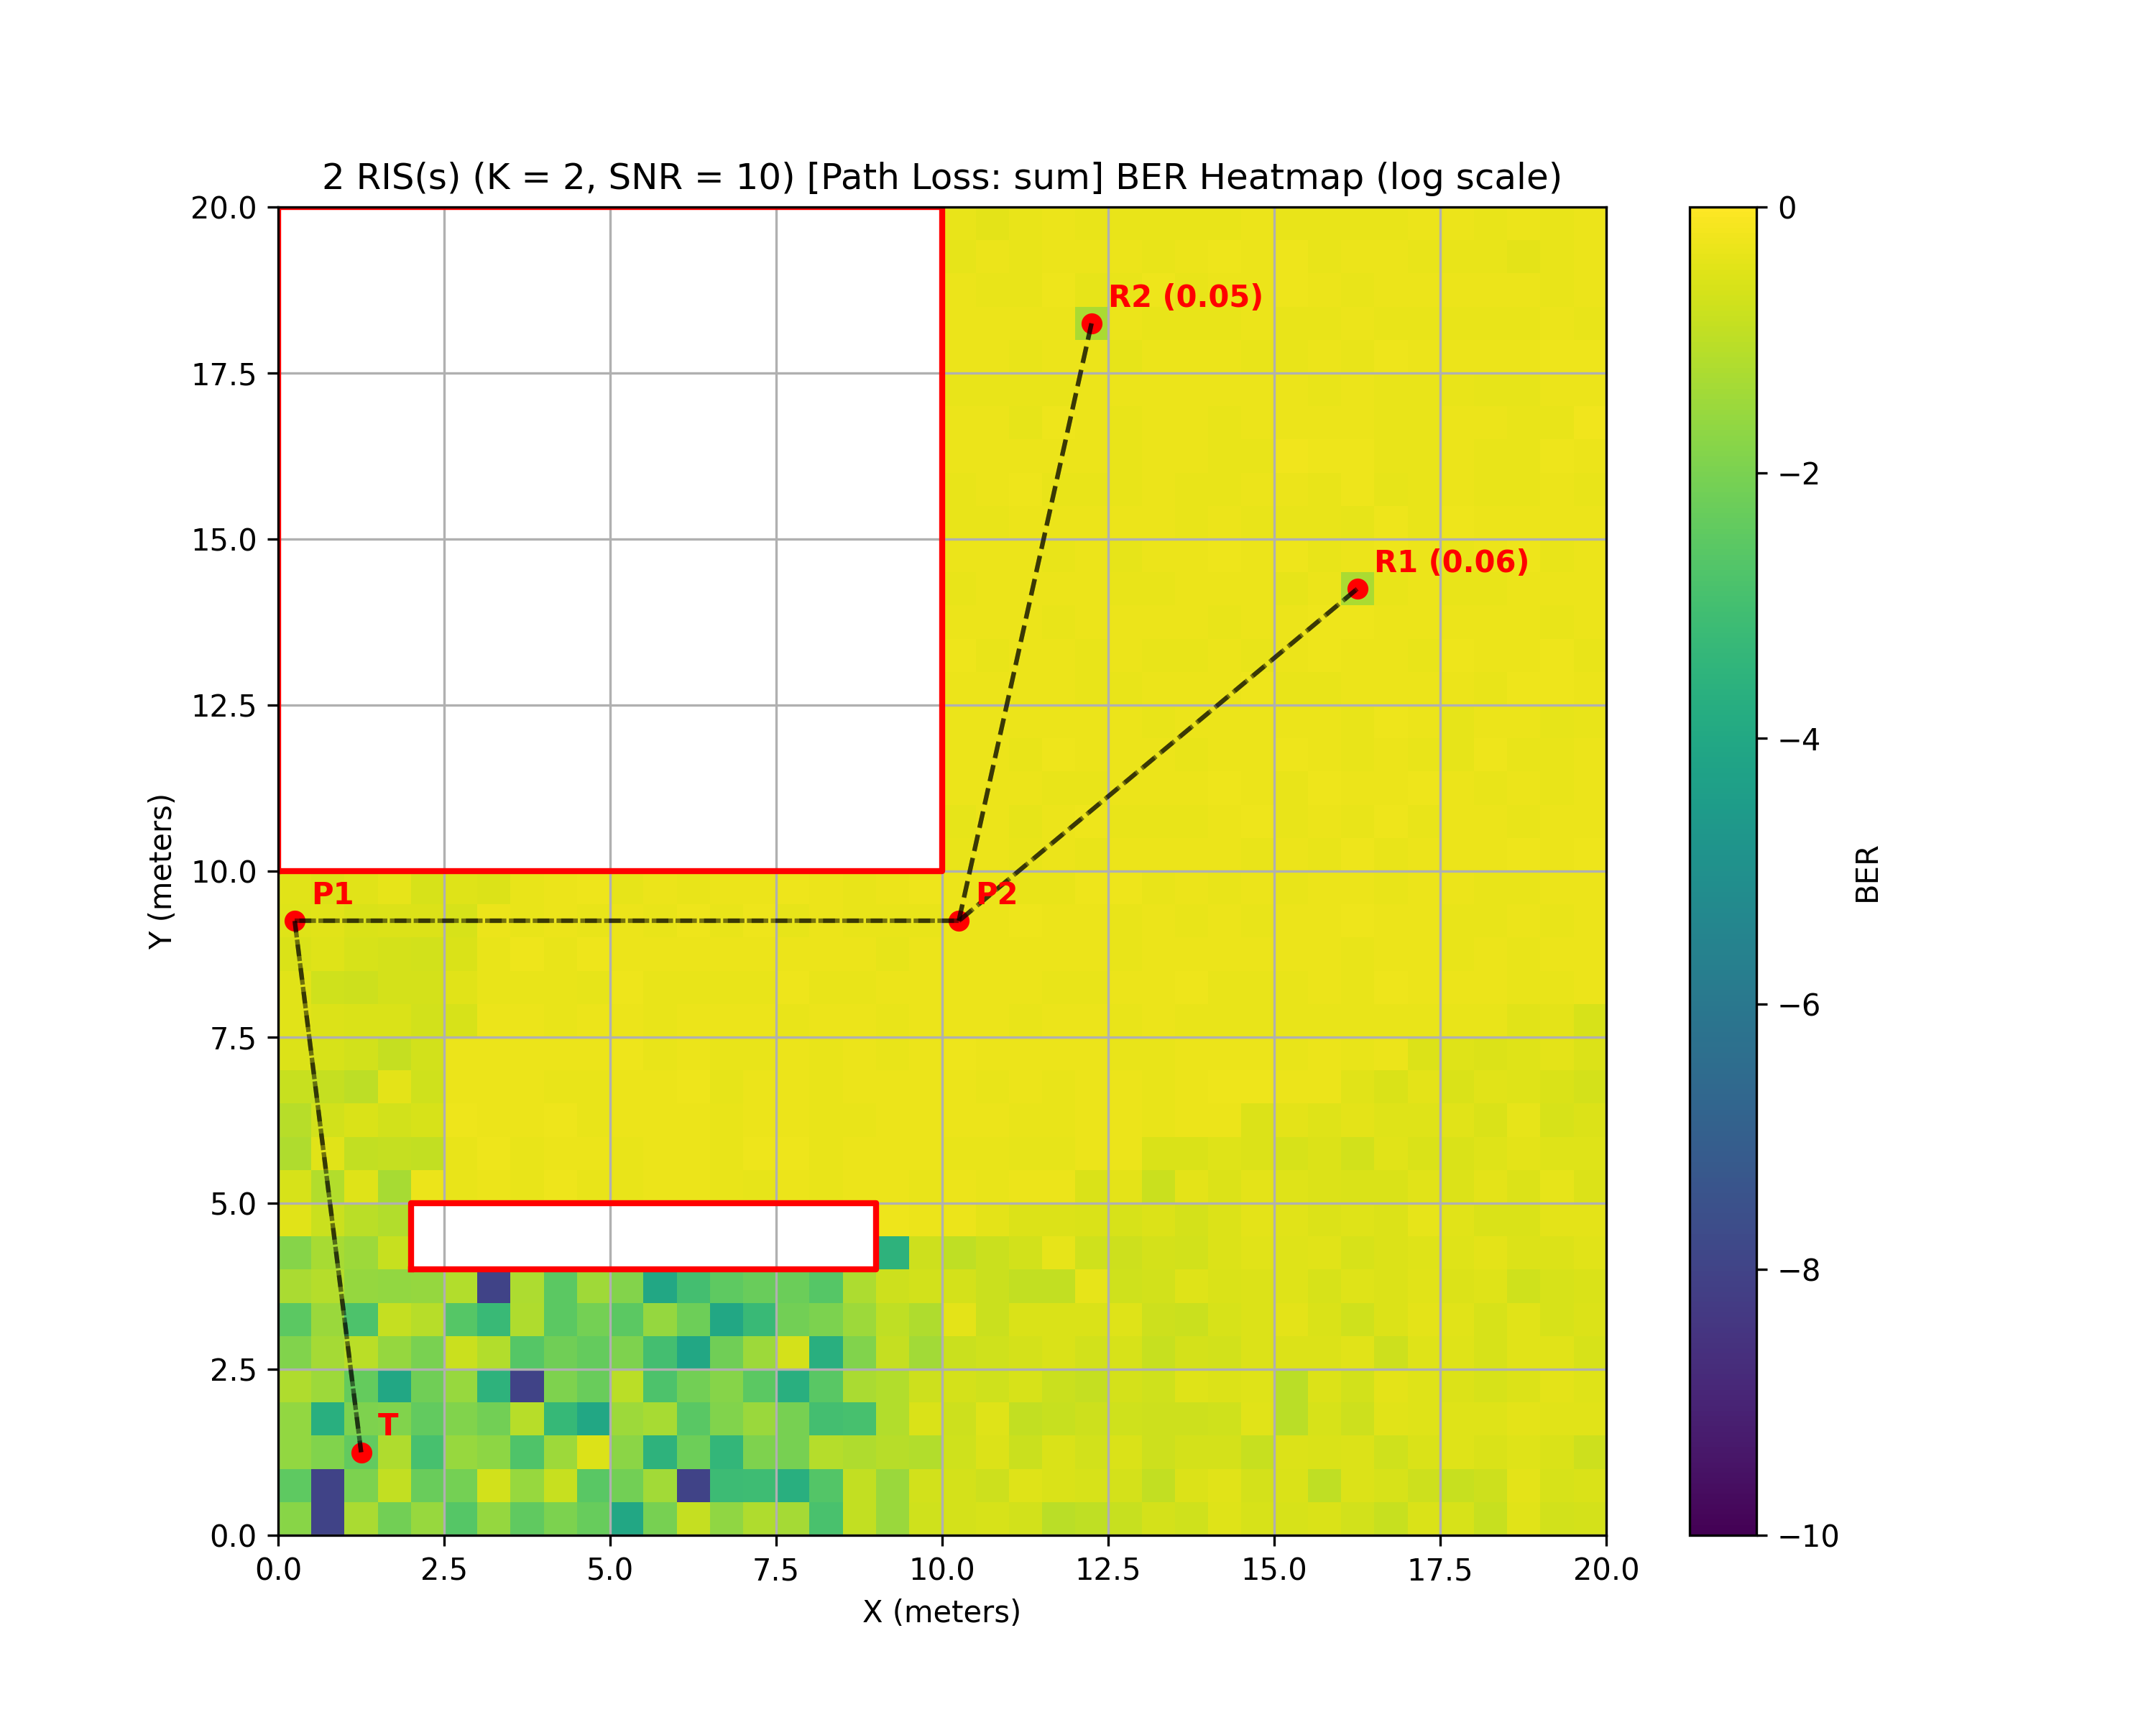 2 RIS(s) (K = 2, SNR = 10) [Path Loss: sum] BER Heatmap (log scale)
20.0
17.5
15.0
12.5
10.0
7.5
5.0
2.5
0.0
Y (meters)
R2 (0.05)
R1 (0.06)
P1
P2
T
0.0 2.5 5.0 7.5 10.0 12.5 15.0 17.5 20.0
X (meters)
0
−2
−4
−6
−8
−10
BER